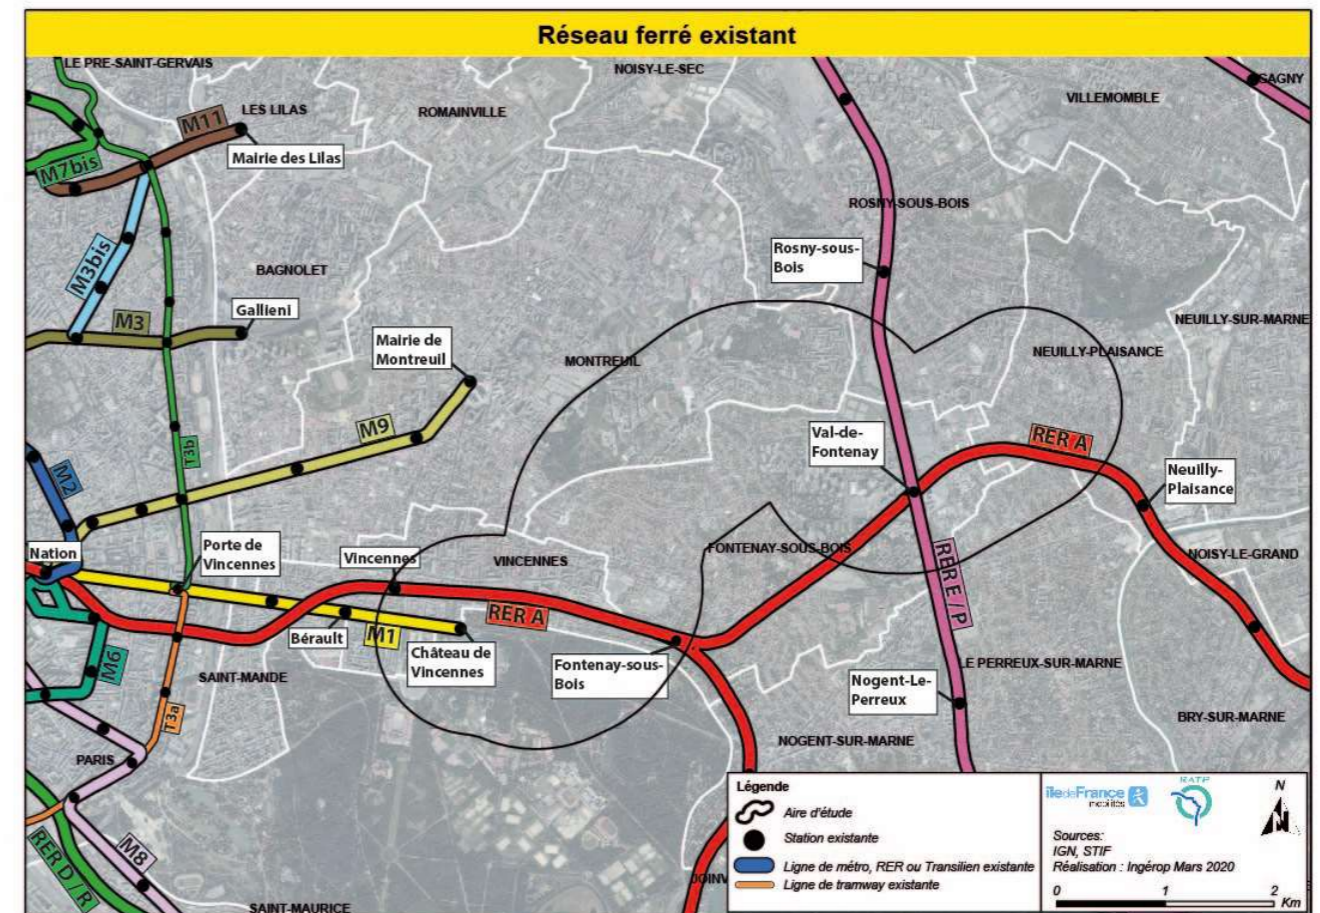 Réseau ferré existant
LE PRE-SAINT-GERVAIS
NOISY-LE-SEC
GAGNY
VILLEMOMBLE
LES LILAS
ROMAINVILLE
M11
Mairie des Lilas
M7bis
ROSNY-SOUS-BOIS
Rosny-sous-
Bois
M3bis
BAGNOLET
Gallieni
M3
NEUILLY-SUR-MARNE
Mairie de
Montreuil
MONTREUIL
NEUILLY-PLAISANCE
M9
Val-de-
Fontenay
RER A
T3b
M2
Neuilly-
Plaisance
Nation
Porte de
Vincennes
Vincennes
VINCENNES
FONTENAY-SOUS-BOIS
NOISY-LE-GRAND
RER E / P
RER A
Bérault
M1
Château de
Vincennes
Fontenay-sous-
Bois
M6
SAINT-MANDE
LE PERREUX-SUR-MARNE
Nogent-Le-
Perreux
T3a
BRY-SUR-MARNE
NOGENT-SUR-MARNE
PARIS
M8
RER D / R
SAINT-MAURICE
JOINV
Légende
Aire d'étude
Station existante
Ligne de métro, RER ou Transilien existante
Ligne de tramway existante
îledeFrance
mobilités
RATP
N
Sources:
IGN, STIF
Réalisation : Ingérop Mars 2020
0 1 2
Km